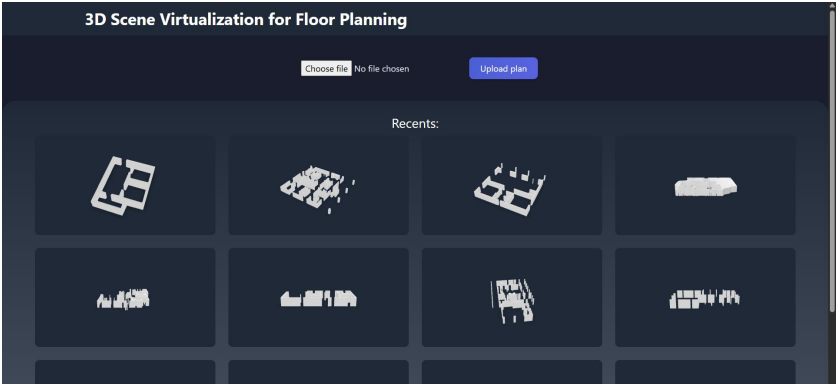 3D Scene Virtualization for Floor Planning
Choose file No file chosen
Upload plan
Recents: